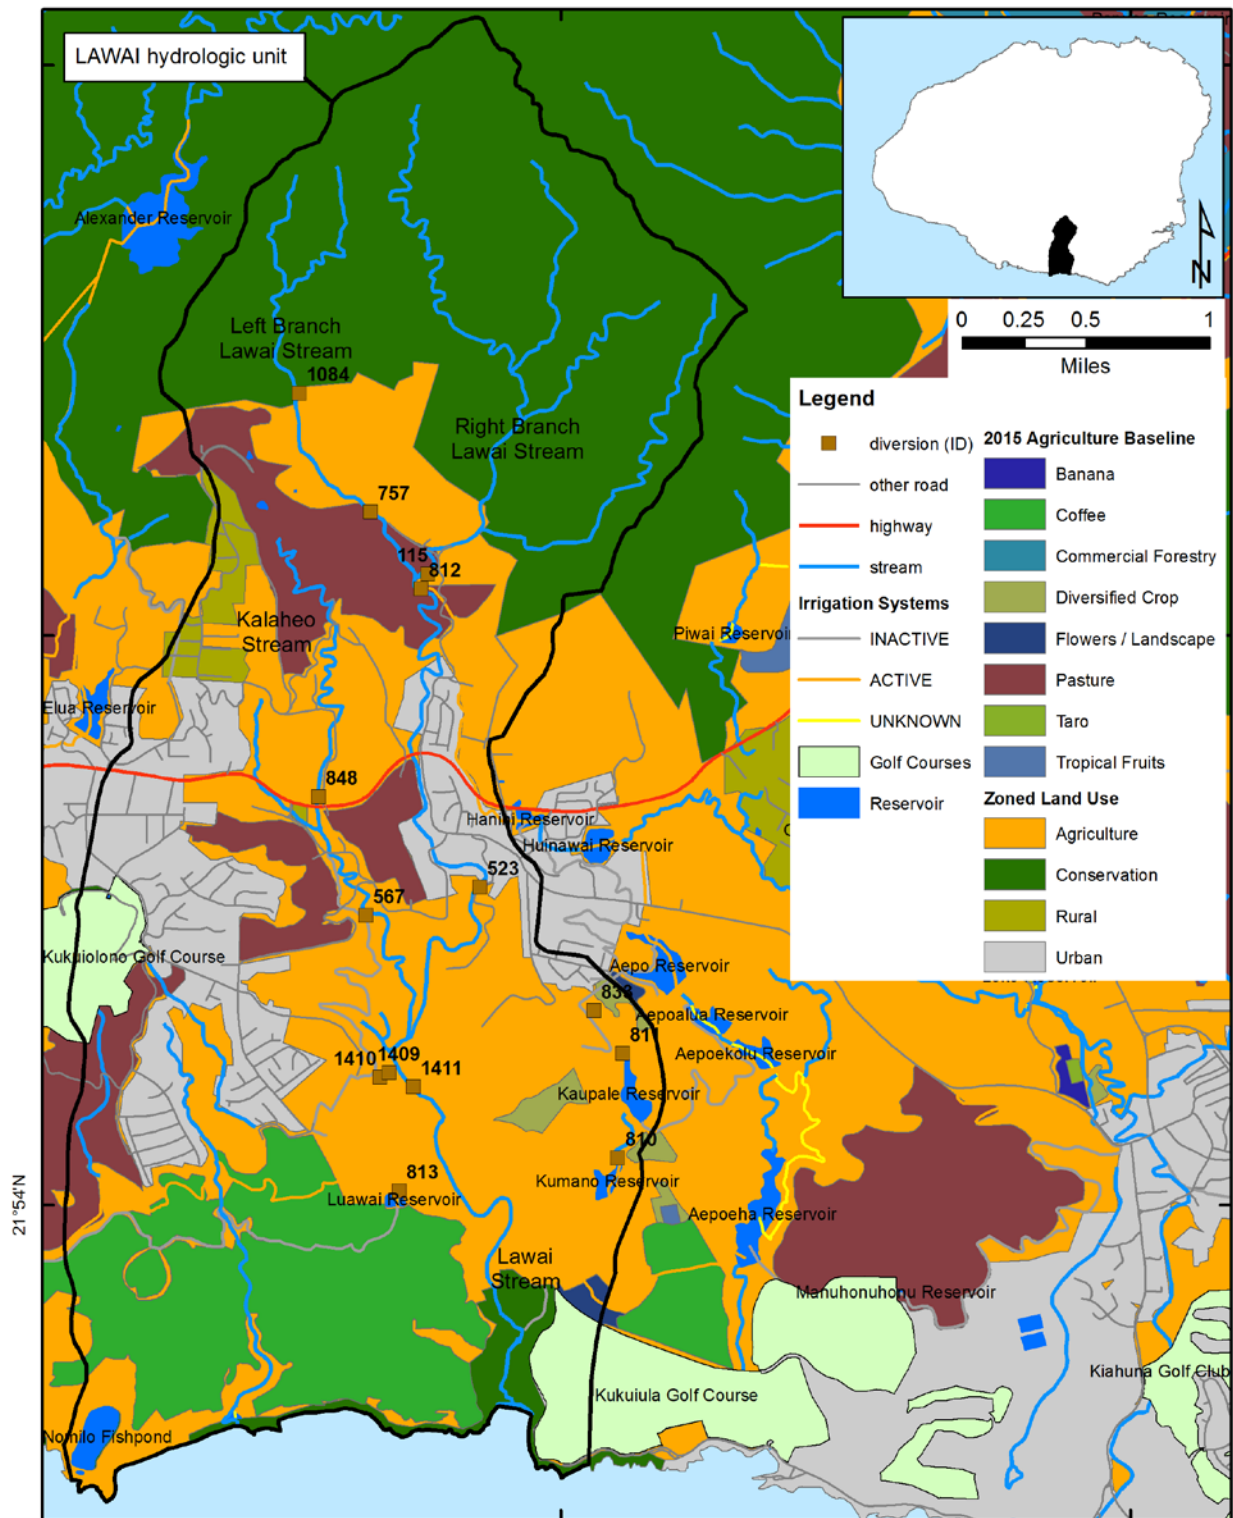 LAWAI hydrologic unit
Alexander Reservoir
N
0 0.25 0.5 1
Miles
Left Branch
Lawai Stream
1084
Right Branch
Lawai Stream
757
115
812
Kalaheo
Stream
Piwai Reservoir
Elua Reservoir
848
Hanini Reservoir
Huinawai Reservoir
523
567
Kukuiolono Golf Course
Aepo Reservoir
833
Aepoalua Reservoir
811
Aepoekolu Reservoir
1410
1409
1411
Kaupale Reservoir
810
813
Kumano Reservoir
Luawai Reservoir
Aepoeha Reservoir
21°54'N
Lawai
Stream
Manuhonuhonu Reservoir
Kiahuna Golf Club
Kukuiula Golf Course
Nomilo Fishpond
Legend
diversion (ID)
other road
highway
stream
Irrigation Systems
INACTIVE
ACTIVE
UNKNOWN
Golf Courses
Reservoir
2015 Agriculture Baseline
Banana
Coffee
Commercial Forestry
Diversified Crop
Flowers / Landscape
Pasture
Taro
Tropical Fruits
Zoned Land Use
Agriculture
Conservation
Rural
Urban